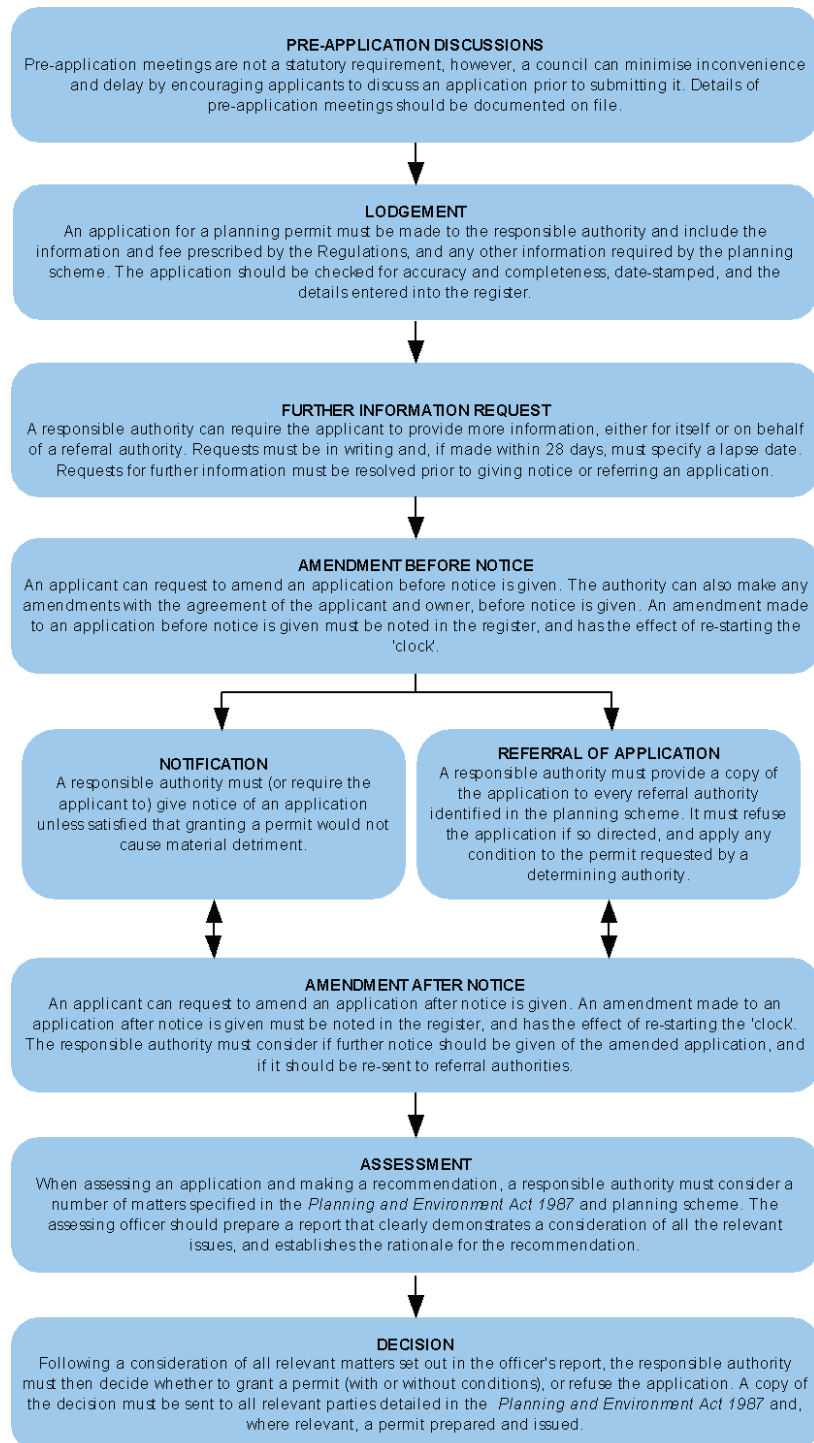 PRE-APPLICATION DISCUSSIONS
Pre-application meetings are not a statutory requirement, however, a council can minimise inconvenience
and delay by encouraging applicants to discuss an application prior to submitting it. Details of
pre-application meetings should be documented on file.
LODGEMENT
An application for a planning permit must be made to the responsible authority and include the
information and fee prescribed by the Regulations, and any other information required by the planning
scheme. The application should be checked for accuracy and completeness, date-stamped, and the
details entered into the register.
FURTHER INFORMATION REQUEST
A responsible authority can require the applicant to provide more information, either for itself or on behalf
of a referral authority. Requests must be in writing and, if made within 28 days, must specify a lapse date.
Requests for further information must be resolved prior to giving notice or referring an application.
AMENDMENT BEFORE NOTICE
An applicant can request to amend an application before notice is given. The authority can also make any
amendments with the agreement of the applicant and owner, before notice is given. An amendment made
to an application before notice is given must be noted in the register, and has the effect of re-starting the
'clock'.
NOTIFICATION
A responsible authority must (or require the
applicant to) give notice of an application
unless satisfied that granting a permit would not
cause material detriment.
REFERRAL OF APPLICATION
A responsible authority must provide a copy of
the application to every referral authority
identified in the planning scheme. It must refuse
the application if so directed, and apply any
condition to the permit requested by a
determining authority.
AMENDMENT AFTER NOTICE
An applicant can request to amend an application after notice is given. An amendment made to an
application after notice is given must be noted in the register, and has the effect of re-starting the 'clock'.
The responsible authority must consider if further notice should be given of the amended application, and
if it should be re-sent to referral authorities.
ASSESSMENT
When assessing an application and making a recommendation, a responsible authority must consider a
number of matters specified in the Planning and Environment Act 1987 and planning scheme. The
assessing officer should prepare a report that clearly demonstrates a consideration of all the relevant
issues, and establishes the rationale for the recommendation.
DECISION
Following a consideration of all relevant matters set out in the officer's report, the responsible authority
must then decide whether to grant a permit (with or without conditions), or refuse the application. A copy of
the decision must be sent to all relevant parties detailed in the Planning and Environment Act 1987 and,
where relevant, a permit prepared and issued.